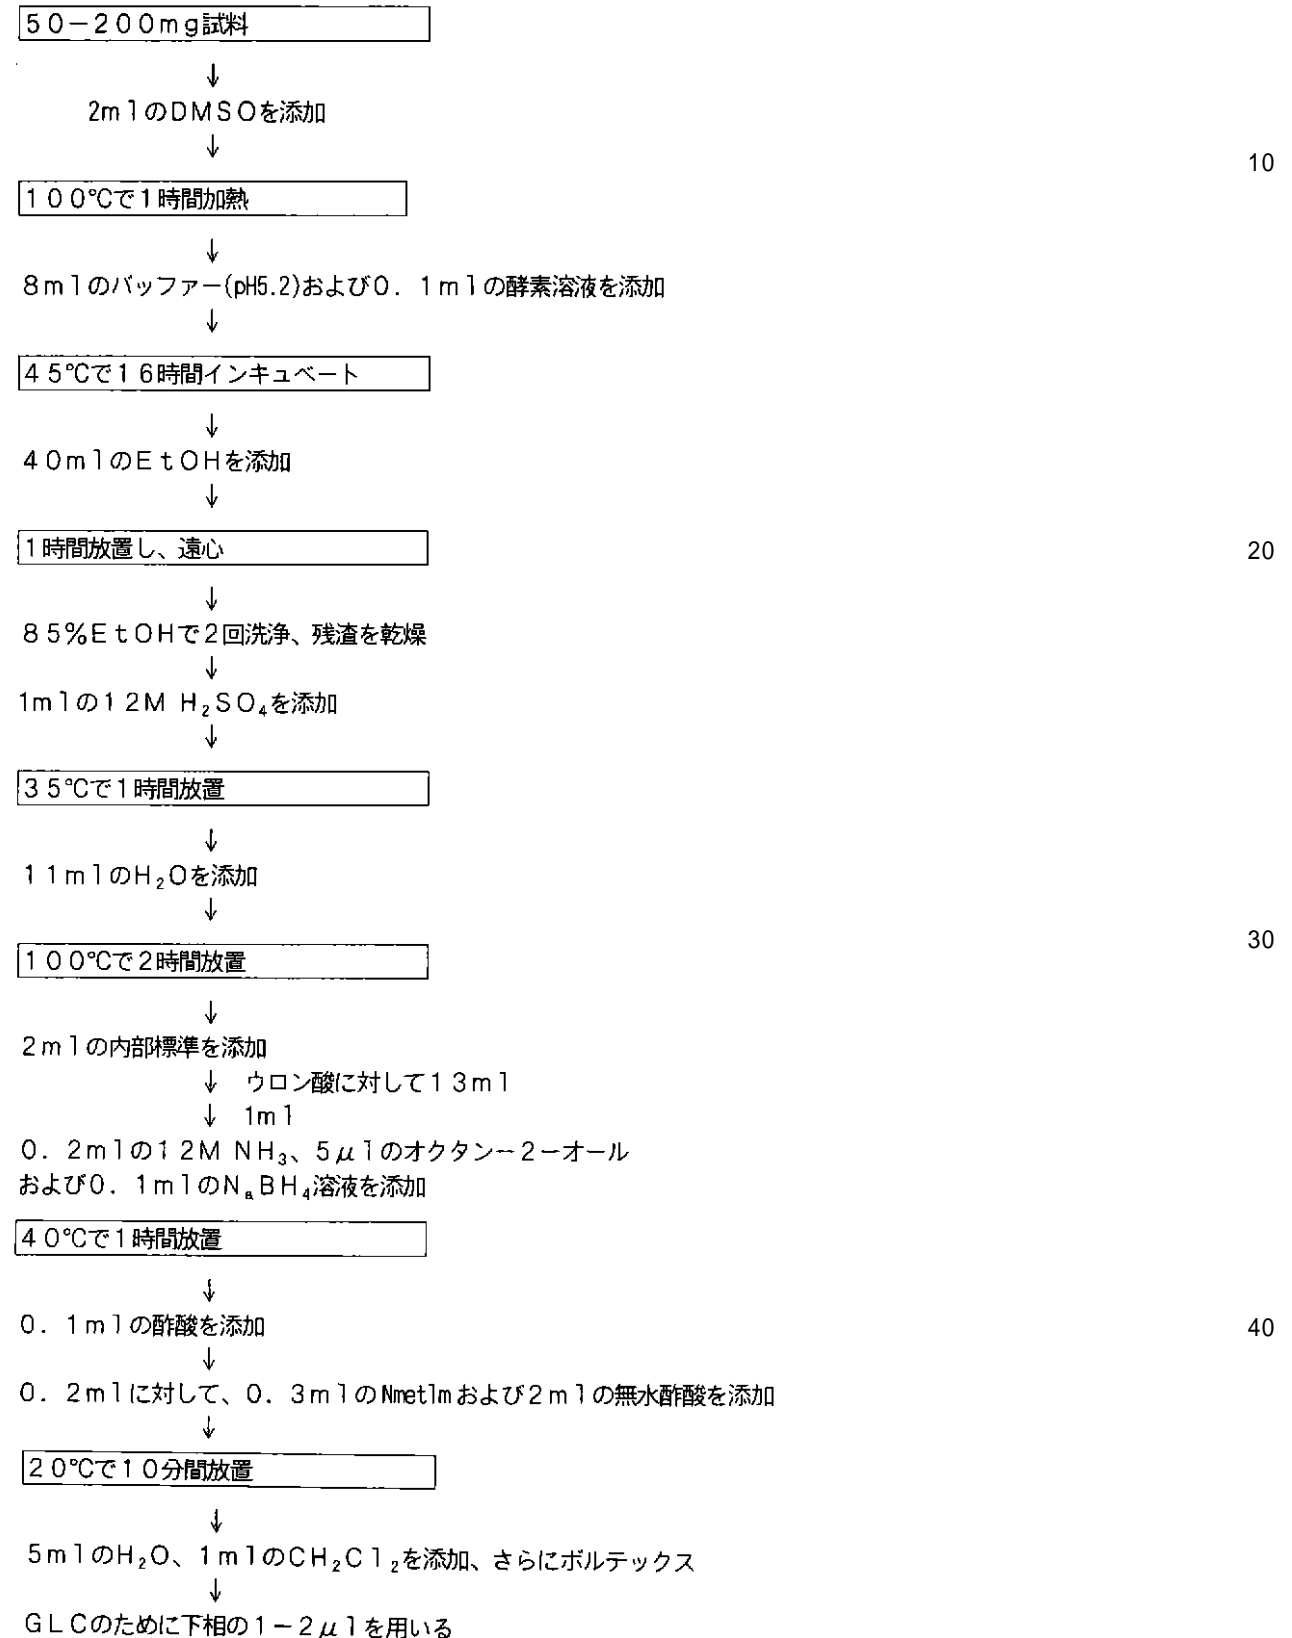 50-200mg試料
↓
2mlのDMSOを添加
↓
10
100℃で1時間加熱
↓
8mlのバッファー(pH5.2)および0.1mlの酵素溶液を添加
↓
45℃で16時間インキュベート
↓
40mlのEtOHを添加
↓
1時間放置し、遠心
20
↓
85%EtOHで2回洗浄、残渣を乾燥
↓
1mlの12M H₂SO₄を添加
↓
35℃で1時間放置
↓
11mlのH₂Oを添加
↓
100℃で2時間放置
30
↓
2mlの内部標準を添加
↓ ウロン酸に対して13ml
↓ 1ml
0.2mlの12M NH₃、5μlのオクタン-2-オール
および0.1mlのNaBH₄溶液を添加
40℃で1時間放置
↓
0.1mlの酢酸を添加
40
↓
0.2mlに対して、0.3mlのNmetImおよび2mlの無水酢酸を添加
↓
20℃で10分間放置
↓
5mlのH₂O、1mlのCH₂Cl₂を添加、さらにボルテックス
↓
GLCのために下相の1-2μlを用いる